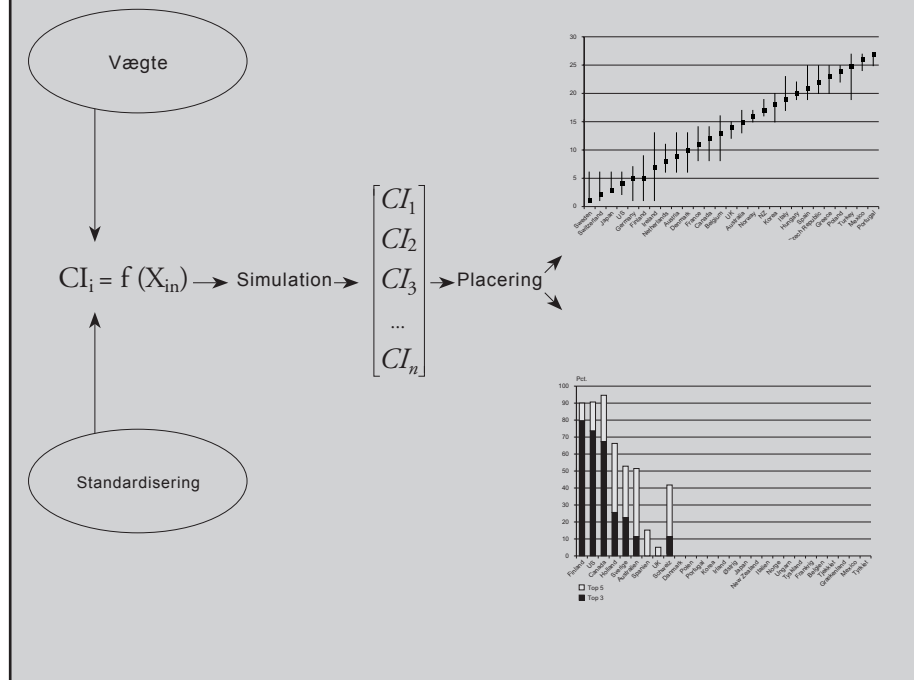 Vægte
CIi = f (Xin)
Simulation
CI1
CI2
CI3
...
CIn
Placering
Standardisering
30
25
20
15
10
5
0
Sweden
Switzerland
Japan
US
Germany
Finland
Ireland
Netherlands
Austria
Denmark
France
Canada
Belgium
UK
Australia
Norway
NZ
Korea
Italy
Hungary
Spain
Czech Republic
Greece
Poland
Turkey
Mexico
Portugal
Pct.
100
90
80
70
60
50
40
30
20
10
0
Finland
US
Canada
Holland
Sverige
Australien
Spanien
UK
Schweiz
Danmark
Polen
Portugal
Korea
Irland
Østrig
Japan
New Zealand
Italien
Norge
Ungarn
Tyskland
Frankrig
Belgien
Tjekkiet
Grækenland
Mexico
Tyrkiet
Top 5
Top 3